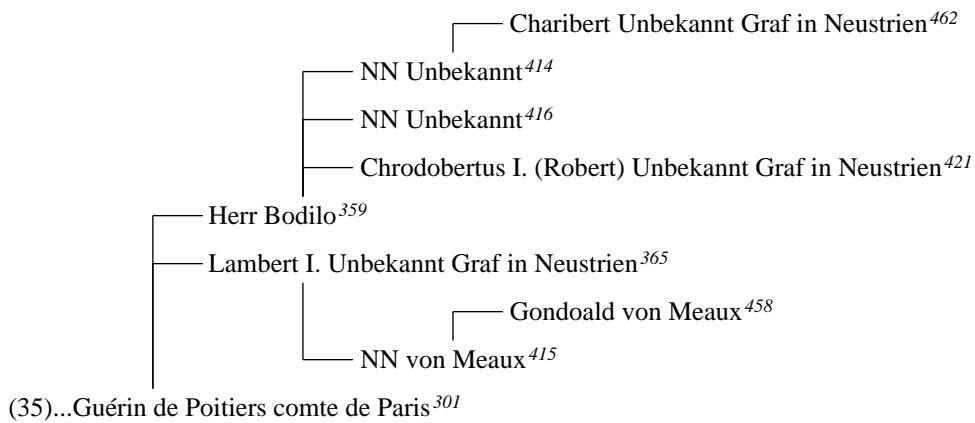 Charibert Unbekannt Graf in Neustrien462
NN Unbekannt414
NN Unbekannt416
Chrodobertus I. (Robert) Unbekannt Graf in Neustrien421
Herr Bodilo359
Lambert I. Unbekannt Graf in Neustrien365
Gondoald von Meaux458
NN von Meaux415
(35)...Guérin de Poitiers comte de Paris301